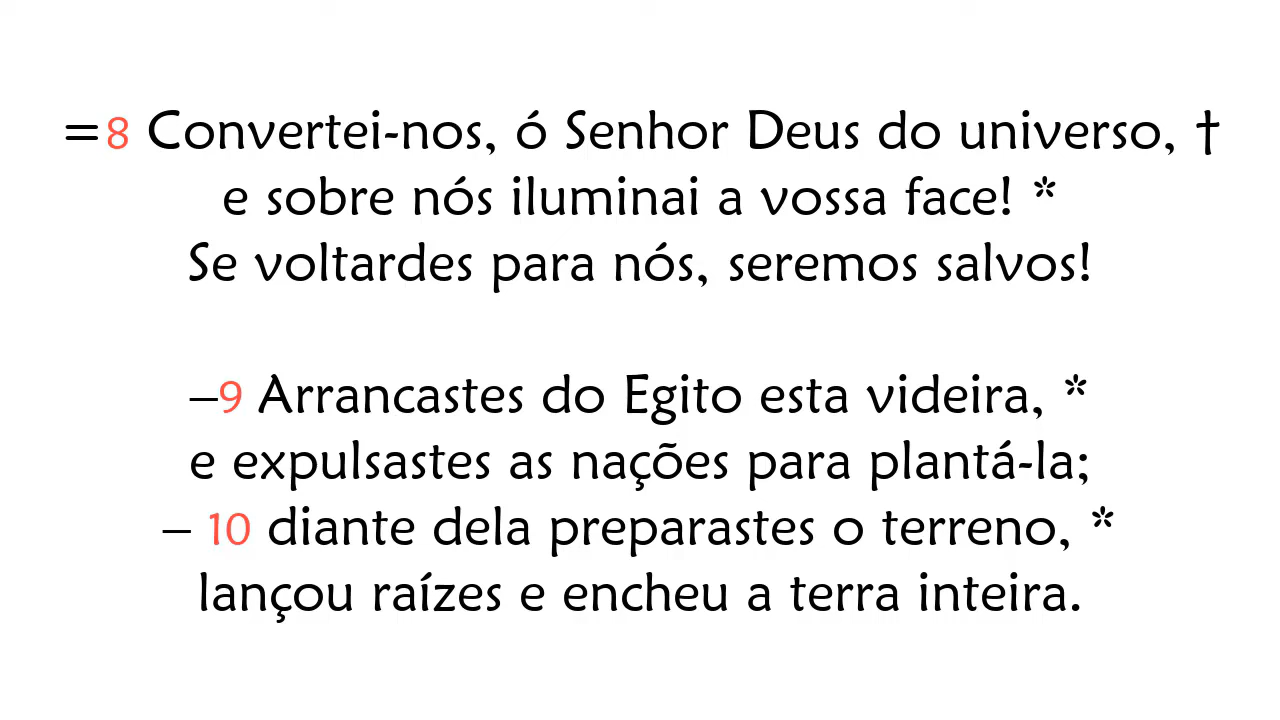 =8 Convertei-nos, ó Senhor Deus do universo, †
e sobre nós iluminai a vossa face! *
Se voltardes para nós, seremos salvos!
–9 Arrancastes do Egito esta videira, *
e expulsastes as nações para plantá-la;
– 10 diante dela preparastes o terreno, *
lançou raízes e encheu a terra inteira.